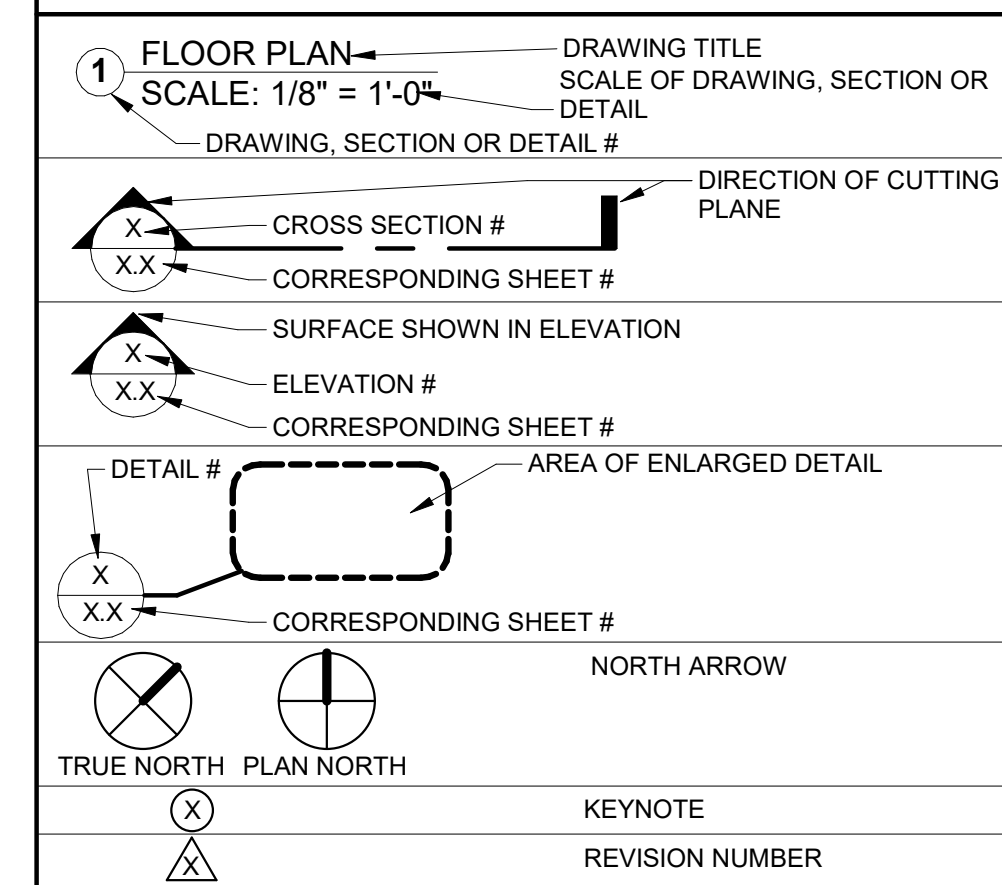 1
FLOOR PLAN
SCALE: 1/8" = 1'-0"
DRAWING TITLE
SCALE OF DRAWING, SECTION OR
DETAIL
DRAWING, SECTION OR DETAIL #
X
X.X
CROSS SECTION #
CORRESPONDING SHEET #
DIRECTION OF CUTTING
PLANE
X
X.X
SURFACE SHOWN IN ELEVATION
ELEVATION #
CORRESPONDING SHEET #
DETAIL #
AREA OF ENLARGED DETAIL
X
X.X
CORRESPONDING SHEET #
NORTH ARROW
TRUE NORTH
PLAN NORTH
X
KEYNOTE
X
REVISION NUMBER